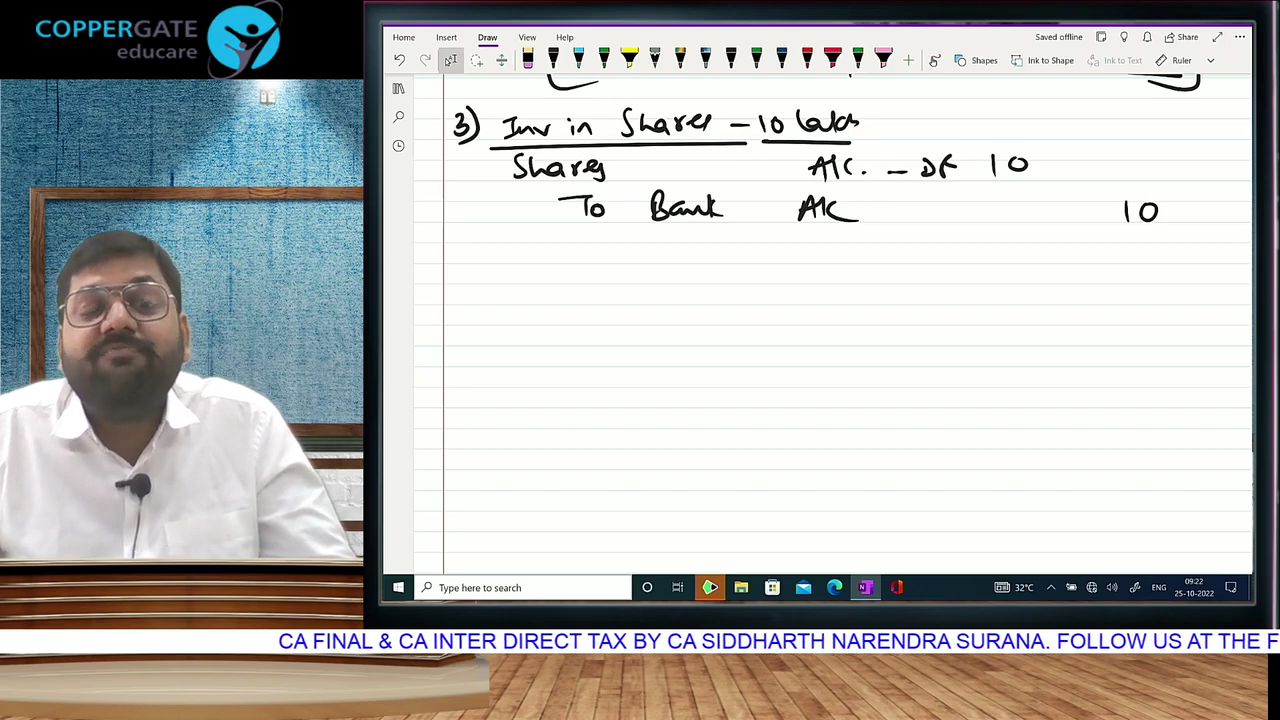 COPPERGATE
educare
Home Insert Draw View Help
Saved offline Share
Shapes Ink to Shape Ink to Text Ruler
3) Inv in Shares - 10 lakhs
Shares A/c. - Dr 10
To Bank A/c 10
Type here to search
32°C ENG 09:22
25-10-2022
CA FINAL & CA INTER DIRECT TAX BY CA SIDDHARTH NARENDRA SURANA. FOLLOW US AT THE F